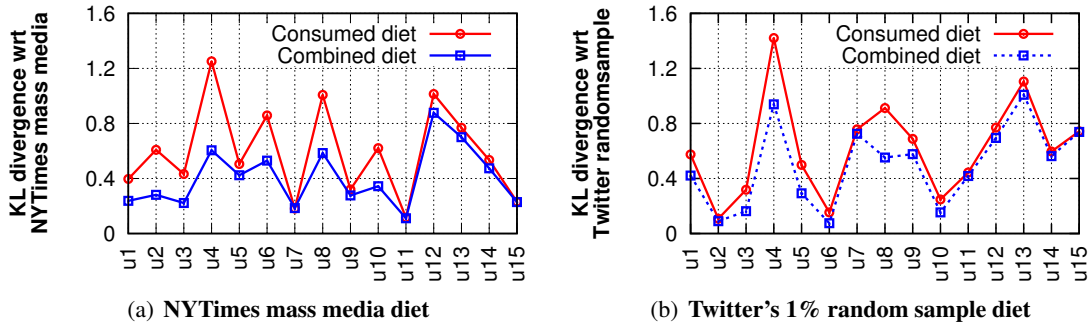 KL divergence wrt
NYTimes mass media
1.6
1.2
0.8
0.4
0
Consumed diet
Combined diet
u1
u2
u3
u4
u5
u6
u7
u8
u9
u10
u11
u12
u13
u14
u15
(a) NYTimes mass media diet
KL divergence wrt
Twitter randomsample
1.6
1.2
0.8
0.4
0
Consumed diet
Combined diet
u1
u2
u3
u4
u5
u6
u7
u8
u9
u10
u11
u12
u13
u14
u15
(b) Twitter's 1% random sample diet